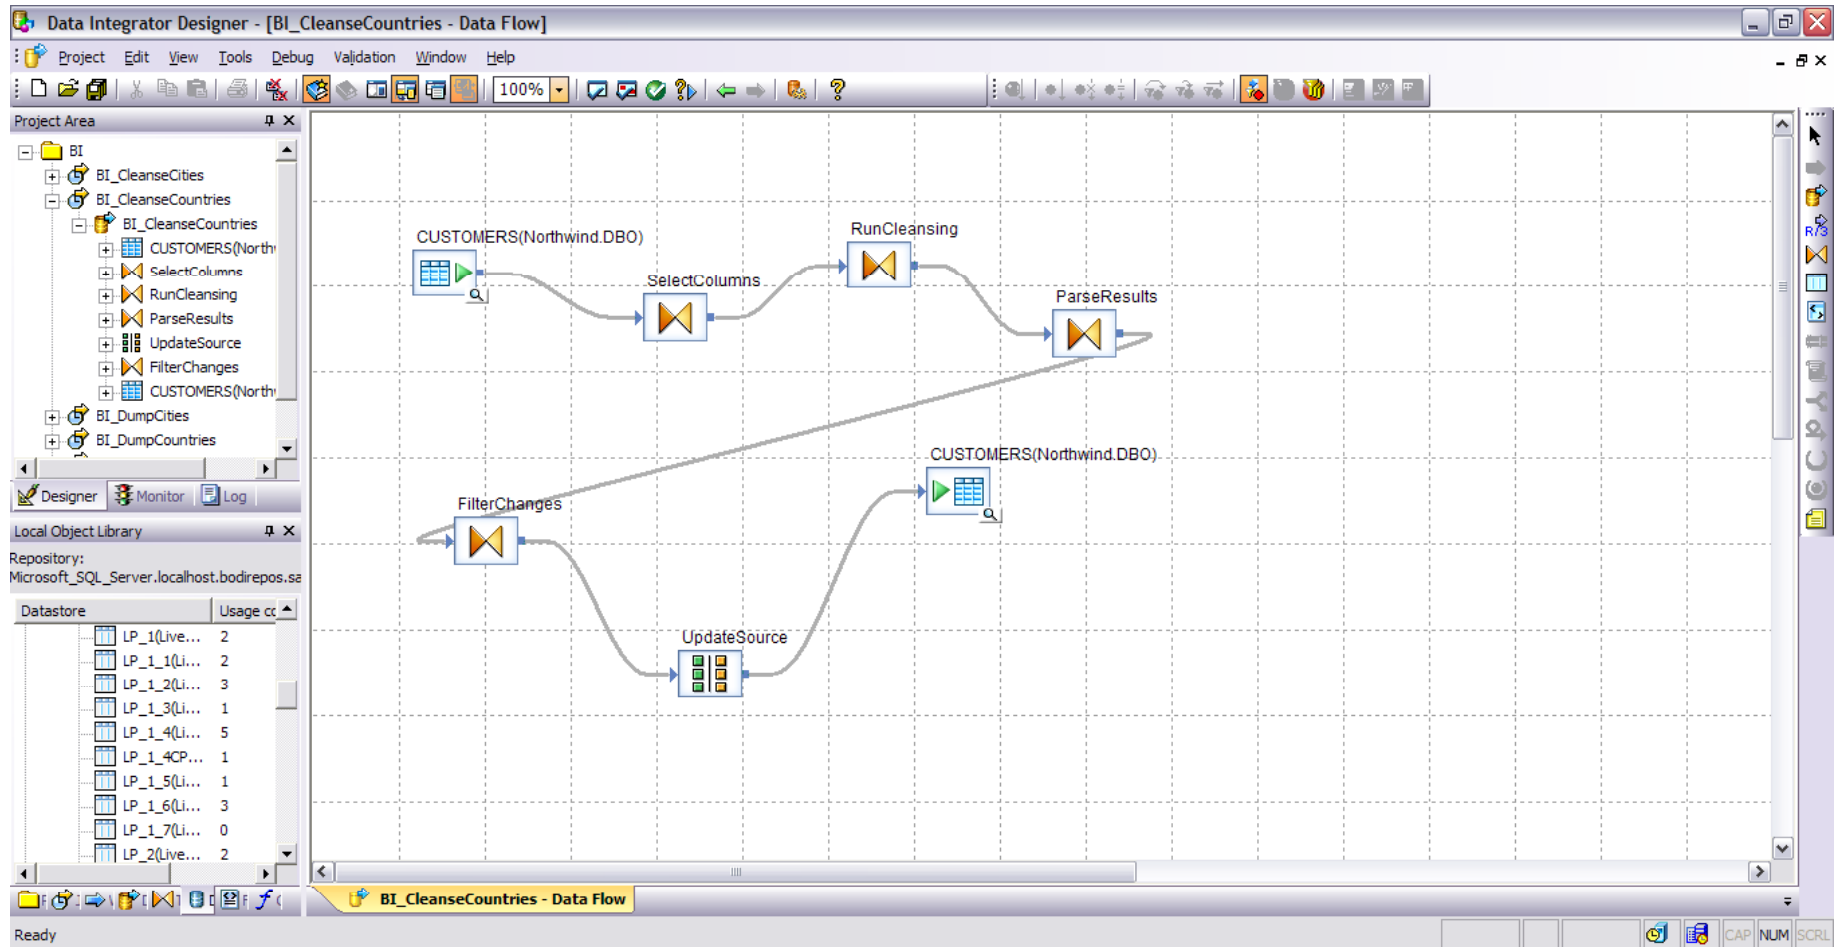 Data Integrator Designer - [BI_CleanseCountries - Data Flow]
Project Edit View Tools Debug Validation Window Help
100%
Project Area
BI
BI_CleanseCities
BI_CleanseCountries
BI_CleanseCountries
CUSTOMERS(North
SelectColumns
RunCleansing
ParseResults
UpdateSource
FilterChanges
CUSTOMERS(North
BI_DumpCities
BI_DumpCountries
Designer Monitor Log
Local Object Library
Repository:
Microsoft_SQL_Server.localhost.bodirepos.sa
Datastore Usage cc
LP_1(Live... 2
LP_1_1(Li... 2
LP_1_2(Li... 3
LP_1_3(Li... 1
LP_1_4(Li... 5
LP_1_4CP... 1
LP_1_5(Li... 1
LP_1_6(Li... 3
LP_1_7(Li... 0
LP_2(Live... 2
CUSTOMERS(Northwind.DBO)
SelectColumns
RunCleansing
ParseResults
FilterChanges
UpdateSource
CUSTOMERS(Northwind.DBO)
R/3
BI_CleanseCountries - Data Flow
Ready
CAP NUM SCRL